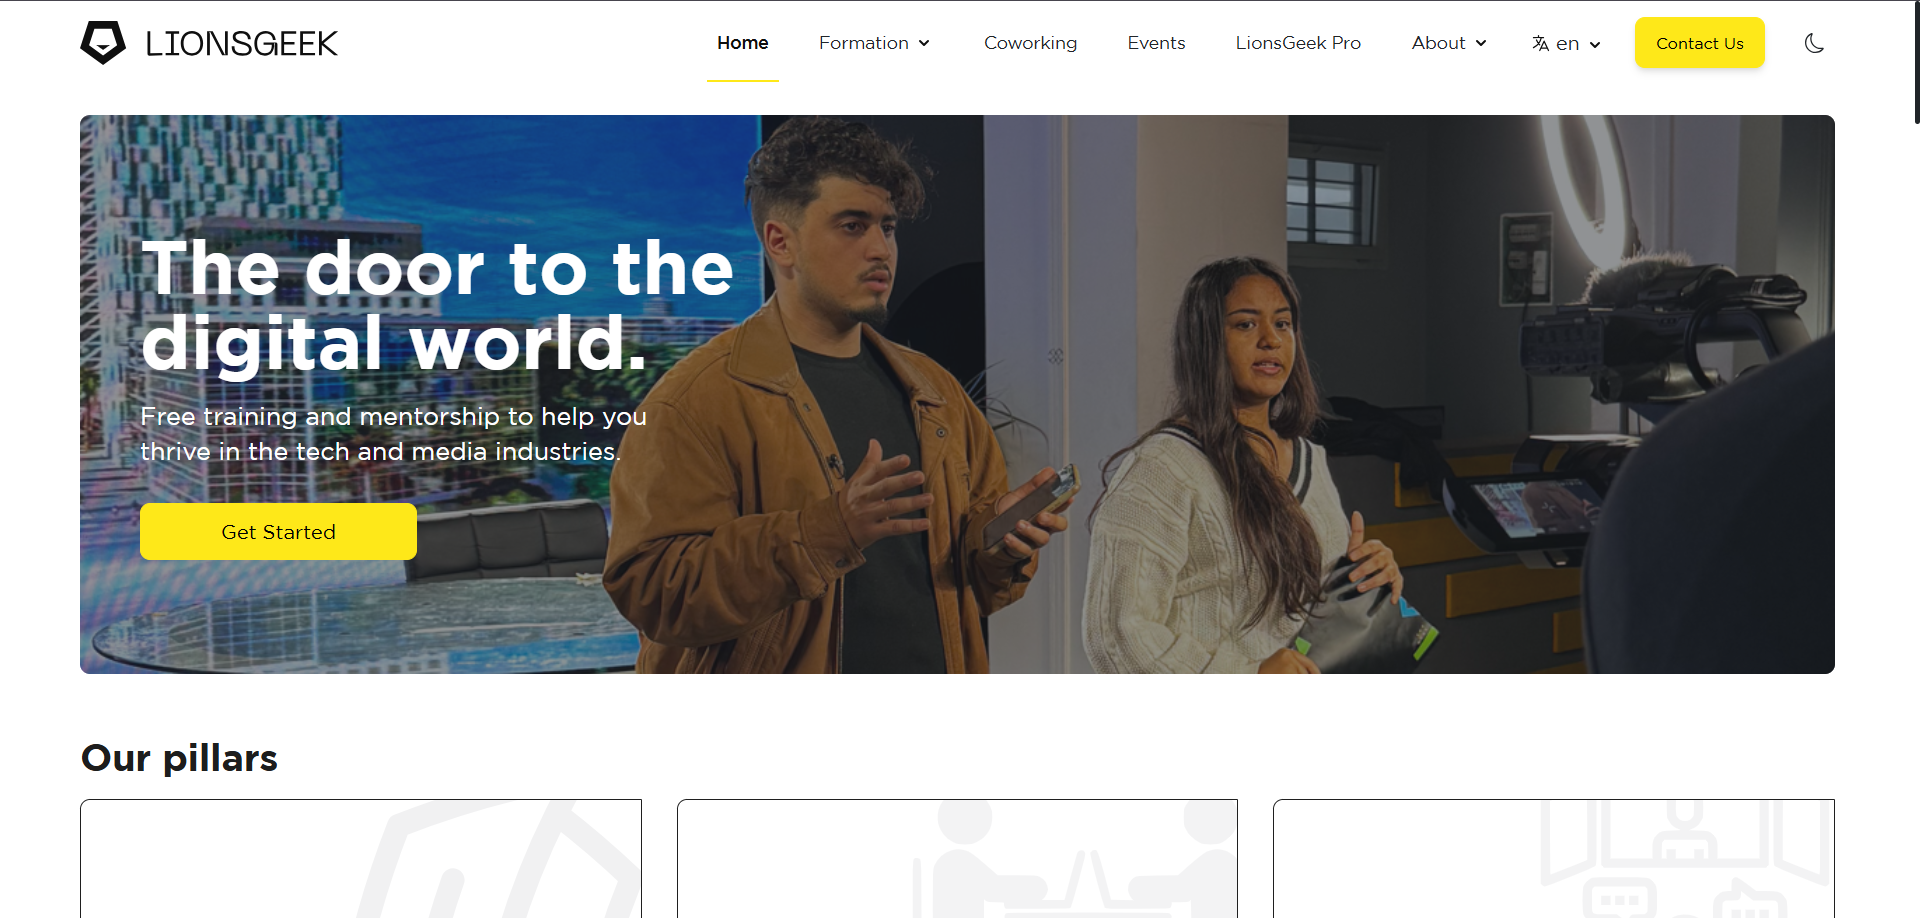 LIONSGEEK
Home
Formation
Coworking
Events
LionsGeek Pro
About
en
Contact Us
The door to the
digital world.
Free training and mentorship to help you
thrive in the tech and media industries.
Get Started
Our pillars